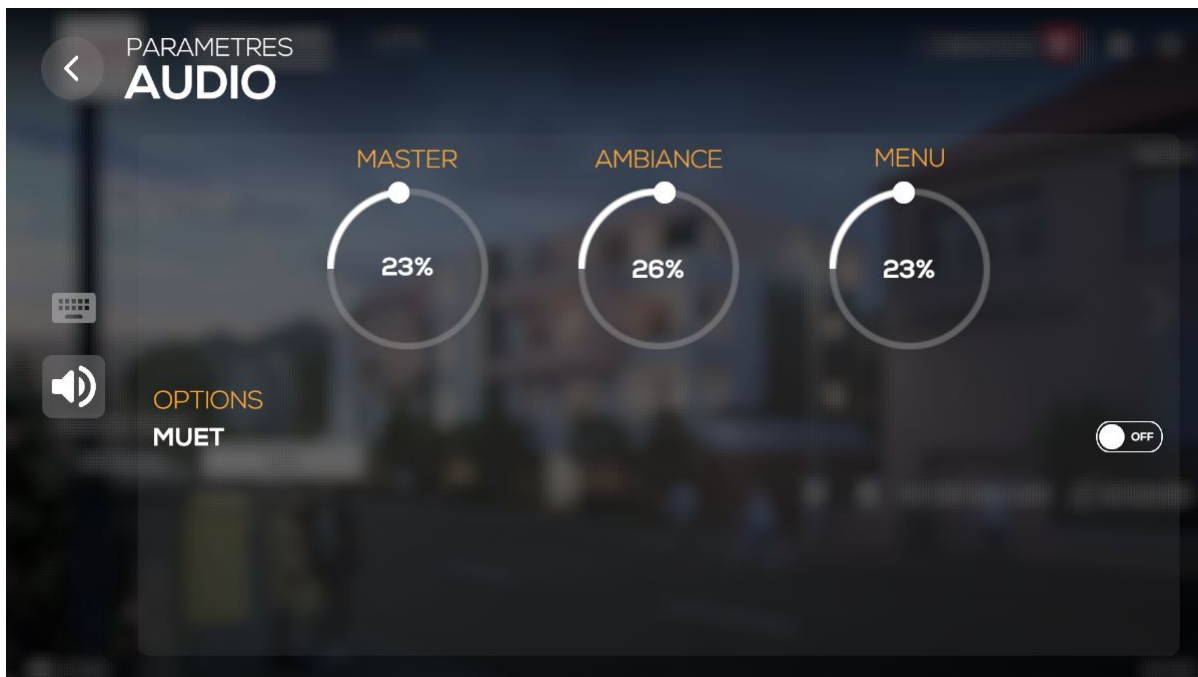 PARAMETRES
AUDIO
MASTER
AMBIANCE
MENU
23%
26%
23%
OPTIONS
MUET
OFF